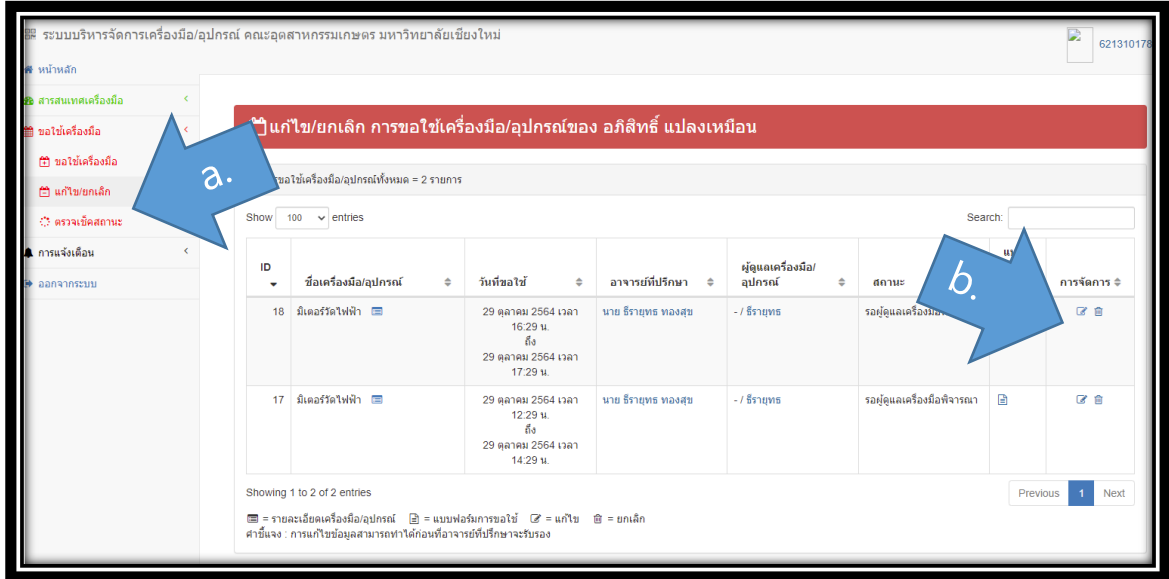 ระบบบริหารจัดการเครื่องมือ/อุปกรณ์ คณะอุตสาหกรรมเกษตร มหาวิทยาลัยเชียงใหม่
621310178
หน้าหลัก
สารสนเทศเครื่องมือ
ขอใช้เครื่องมือ
ขอใช้เครื่องมือ
แก้ไข/ยกเลิก
ตรวจเช็คสถานะ
การแจ้งเตือน
ออกจากระบบ
a.
แก้ไข/ยกเลิก การขอใช้เครื่องมือ/อุปกรณ์ของ อภิสิทธิ์ แปลงเหมือน
ขอใช้เครื่องมือ/อุปกรณ์ทั้งหมด = 2 รายการ
Show 100 entries
Search:
b.
ID ชื่อเครื่องมือ/อุปกรณ์ วันที่ขอใช้ อาจารย์ที่ปรึกษา ผู้ดูแลเครื่องมือ/อุปกรณ์ สถานะ การจัดการ
18 มิเตอร์วัดไฟฟ้า 29 ตุลาคม 2564 เวลา นาย ธีรายุทธ ทองสุข - / ธีรายุทธ รอผู้ดูแลเครื่องมือ
16:29 น.
ถึง
29 ตุลาคม 2564 เวลา
17:29 น.
17 มิเตอร์วัดไฟฟ้า 29 ตุลาคม 2564 เวลา นาย ธีรายุทธ ทองสุข - / ธีรายุทธ รอผู้ดูแลเครื่องมือพิจารณา
12:29 น.
ถึง
29 ตุลาคม 2564 เวลา
14:29 น.
Showing 1 to 2 of 2 entries
Previous 1 Next
= รายละเอียดเครื่องมือ/อุปกรณ์ = แบบฟอร์มการขอใช้ = แก้ไข = ยกเลิก
คำชี้แจง : การแก้ไขข้อมูลสามารถทำได้ก่อนที่อาจารย์ที่ปรึกษาจะรับรอง